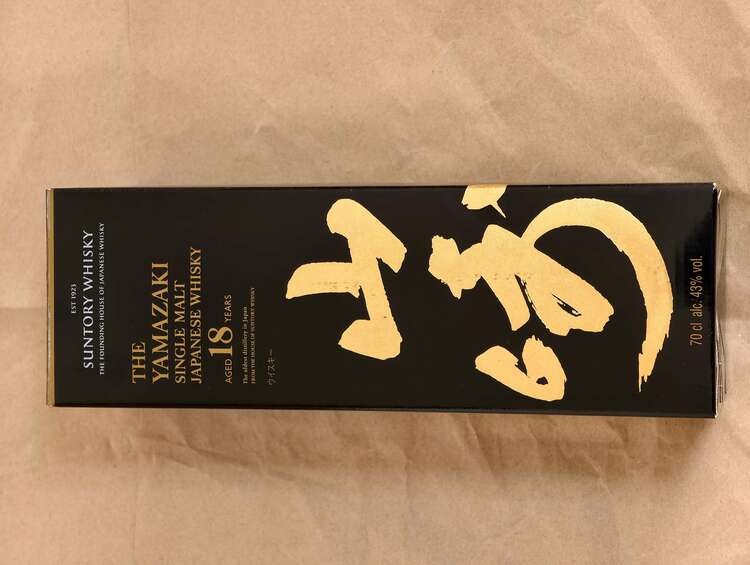 EST 1923
SUNTORY WHISKY
THE FOUNDING HOUSE OF JAPANESE WHISKY
THE
YAMAZAKI
SINGLE MALT
JAPANESE WHISKY
AGED 18 YEARS
The oldest distillery in Japan
FROM THE HOUSE OF SUNTORY WHISKY
ウイスキー
山崎
70 cl alc. 43% vol.